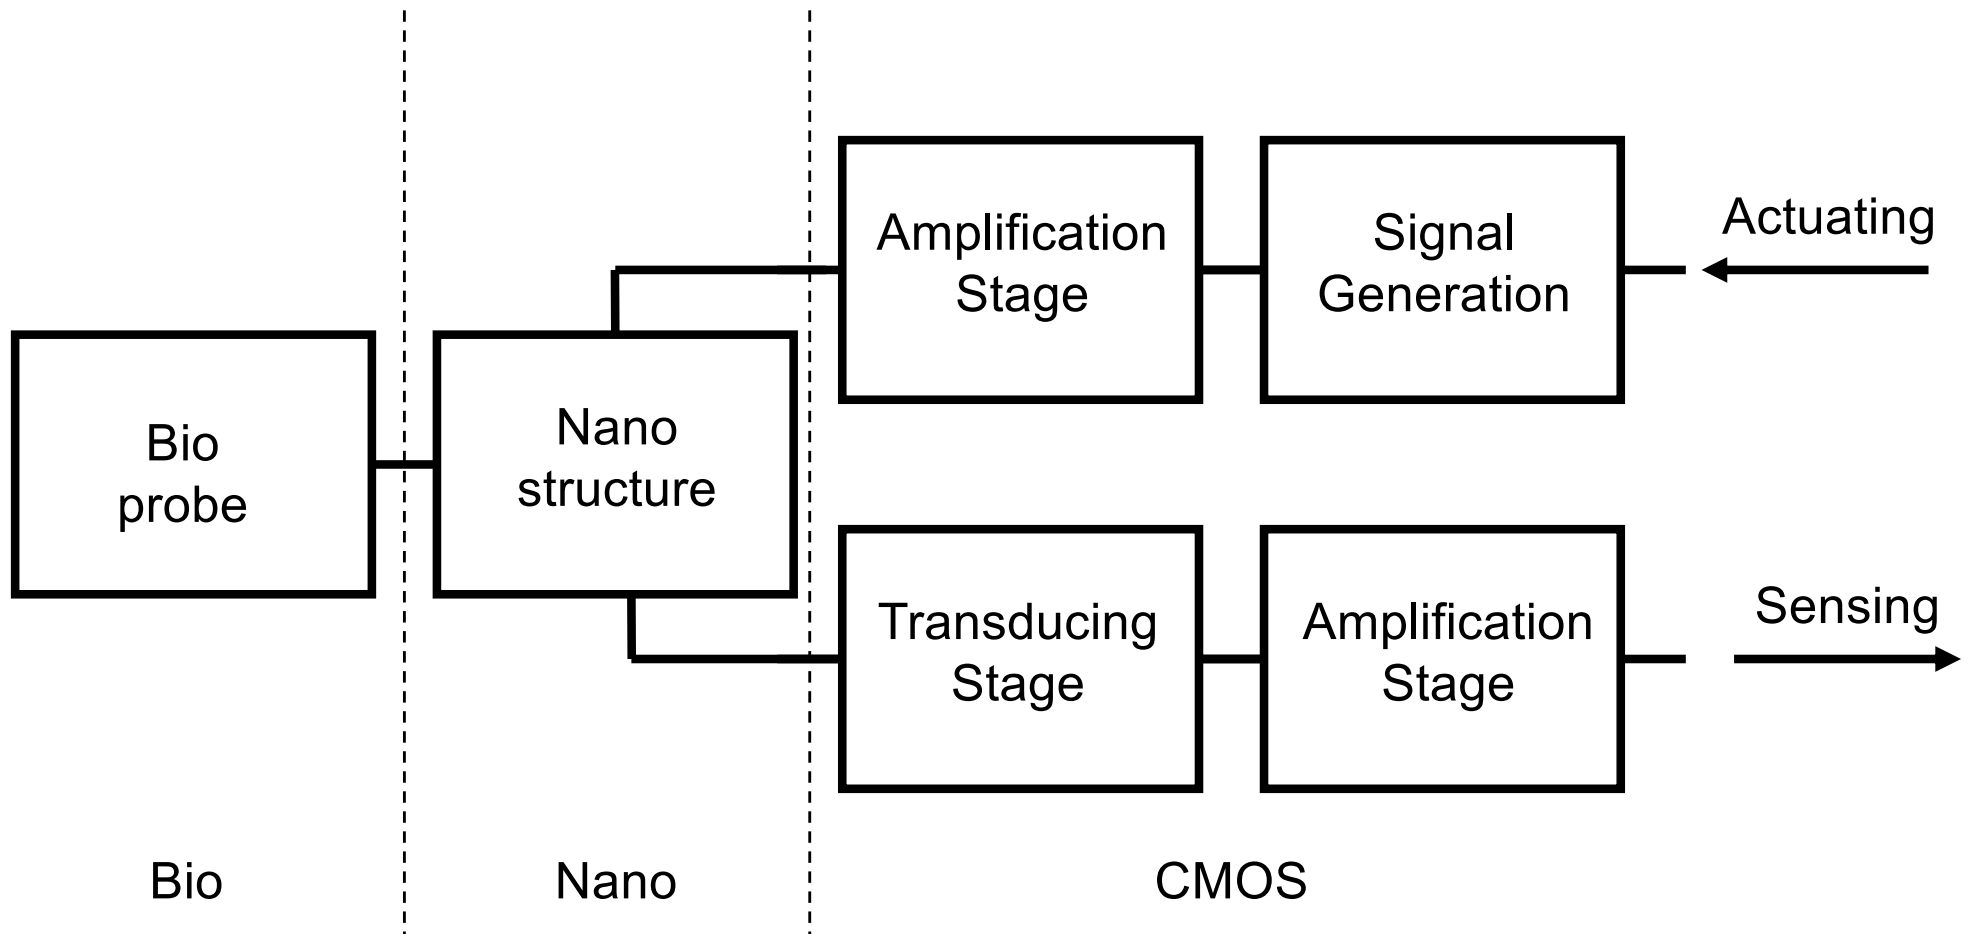 Amplification
Stage
Signal
Generation
Actuating
Bio
probe
Nano
structure
Transducing
Stage
Amplification
Stage
Sensing
Bio
Nano
CMOS